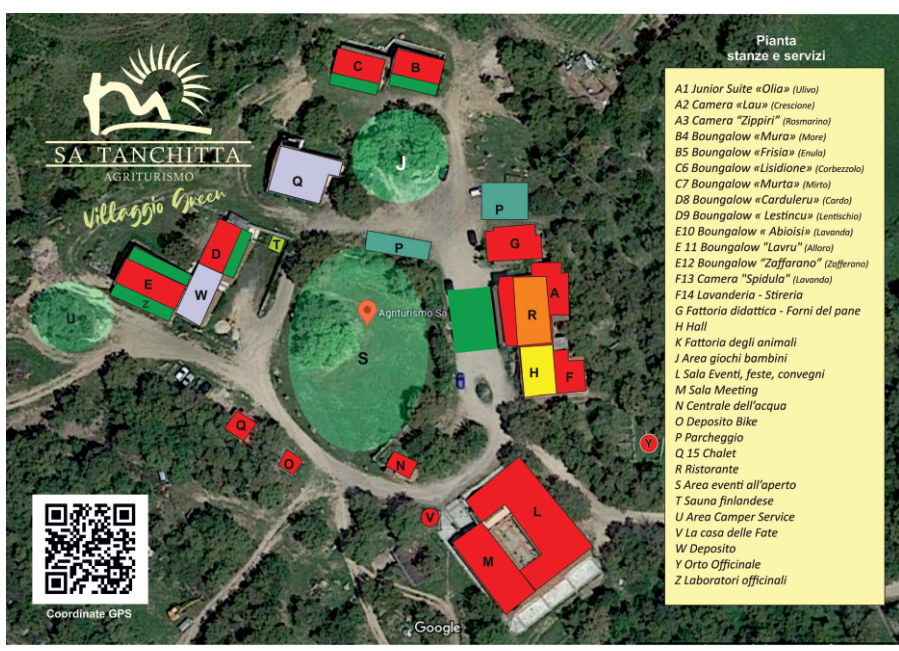 SA TANCHITTA
AGRITURISMO
Villaggio Green
C
B
J
Q
P
P
T
D
G
E
Z
W
U
A
Agriturismo Sa
R
S
H
F
Q
O
N
Y
V
L
M
Coordinate GPS
Google
Pianta
stanze e servizi
A1 Junior Suite «Olia» (Ulivo)
A2 Camera «Lau» (Crescione)
A3 Camera “Zippiri” (Rosmarino)
B4 Boungalow «Mura» (More)
B5 Boungalow «Frisia» (Enula)
C6 Boungalow «Lisidione» (Corbezzolo)
C7 Boungalow «Murta» (Mirto)
D8 Boungalow «Carduleru» (Cardo)
D9 Boungalow « Lestincu» (Lentischio)
E10 Boungalow « Abioisi» (Lavanda)
E 11 Boungalow "Lavru" (Alloro)
E12 Boungalow “Zaffarano” (Zafferano)
F13 Camera "Spidula" (Lavanda)
F14 Lavanderia - Stireria
G Fattoria didattica - Forni del pane
H Hall
K Fattoria degli animali
J Area giochi bambini
L Sala Eventi, feste, convegni
M Sala Meeting
N Centrale dell'acqua
O Deposito Bike
P Parcheggio
Q 15 Chalet
R Ristorante
S Area eventi all'aperto
T Sauna finlandese
U Area Camper Service
V La casa delle Fate
W Deposito
Y Orto Officinale
Z Laboratori officinali